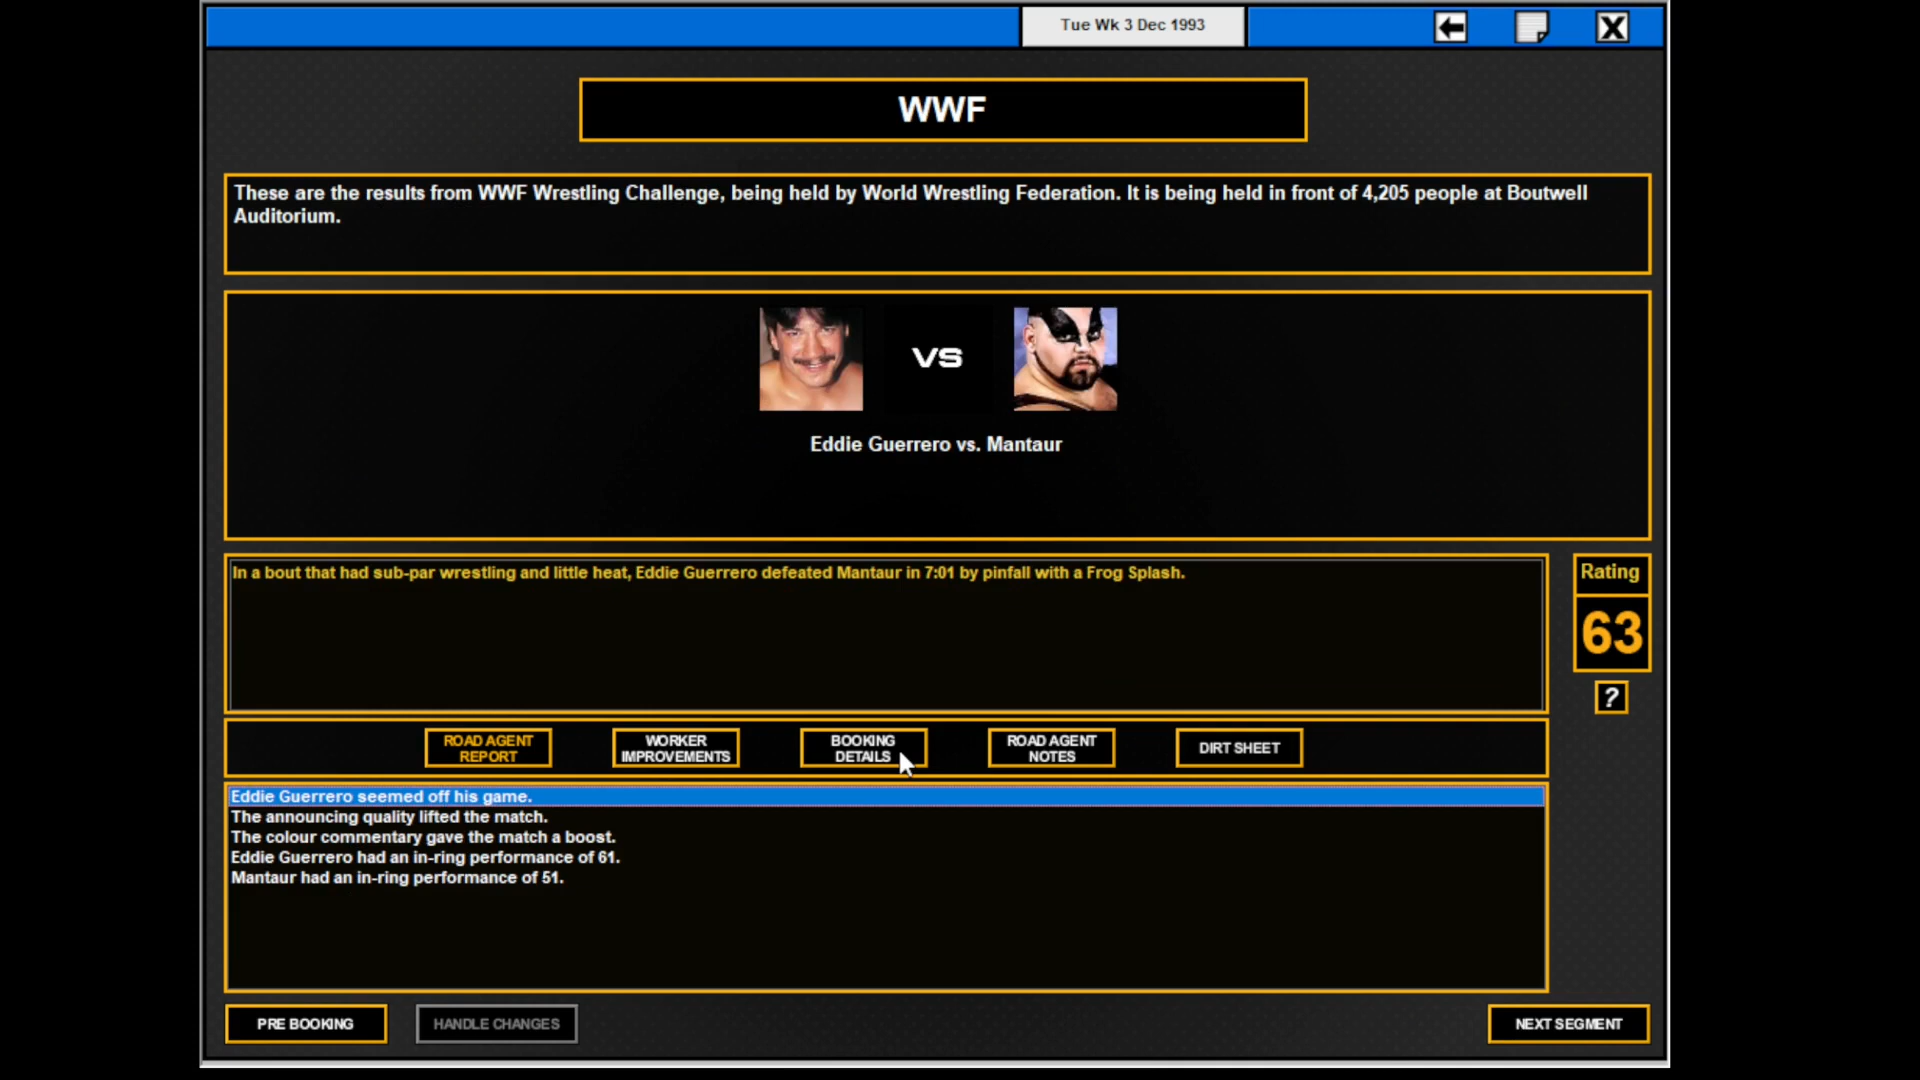 Tue Wk 3 Dec 1993
WWF
These are the results from WWF Wrestling Challenge, being held by World Wrestling Federation. It is being held in front of 4,205 people at Boutwell
Auditorium.
VS
Eddie Guerrero vs. Mantaur
In a bout that had sub-par wrestling and little heat, Eddie Guerrero defeated Mantaur in 7:01 by pinfall with a Frog Splash.
Rating
63
?
ROAD AGENT
REPORT
WORKER
IMPROVEMENTS
BOOKING
DETAILS
ROAD AGENT
NOTES
DIRT SHEET
Eddie Guerrero seemed off his game.
The announcing quality lifted the match.
The colour commentary gave the match a boost.
Eddie Guerrero had an in-ring performance of 61.
Mantaur had an in-ring performance of 51.
PRE BOOKING
HANDLE CHANGES
NEXT SEGMENT